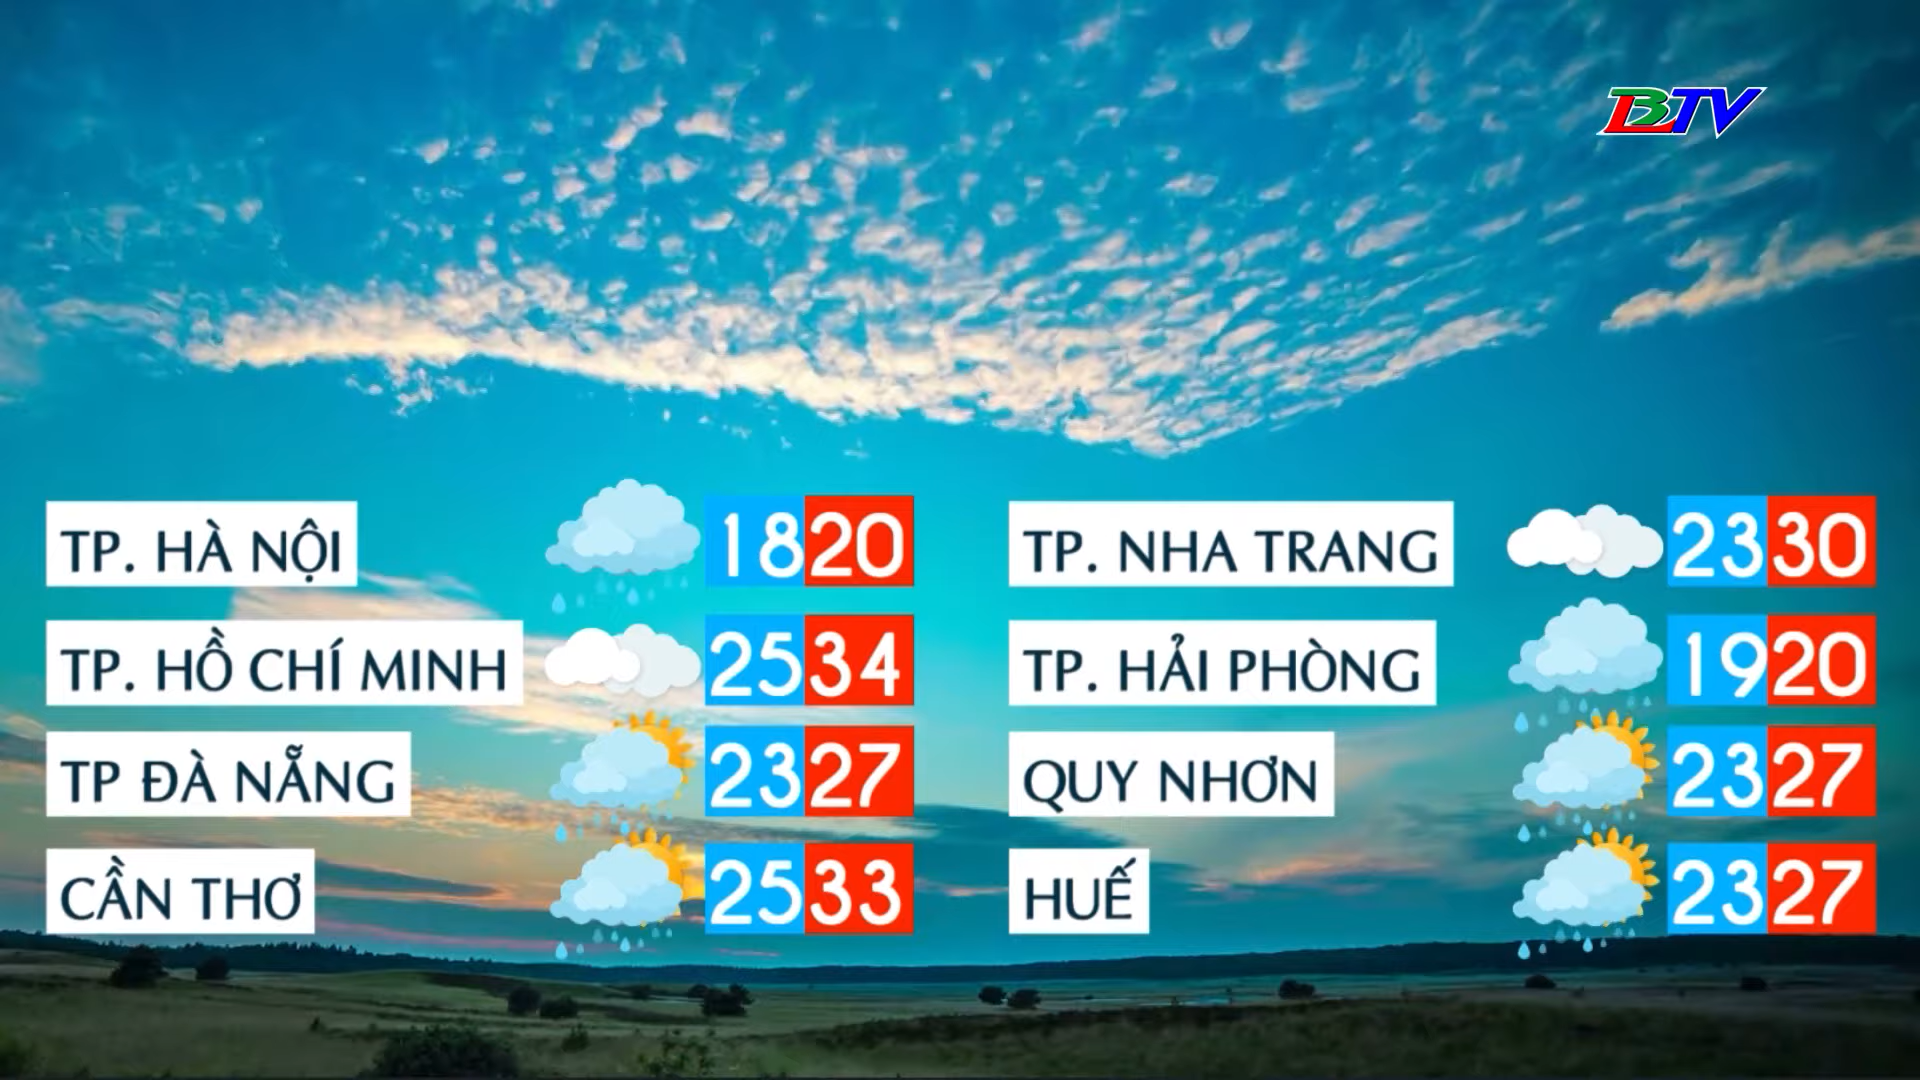 BTV
TP. HÀ NỘI 18 20
TP. HỒ CHÍ MINH 25 34
TP ĐÀ NẴNG 23 27
CẦN THƠ 25 33
TP. NHA TRANG 23 30
TP. HẢI PHÒNG 19 20
QUY NHƠN 23 27
HUẾ 23 27